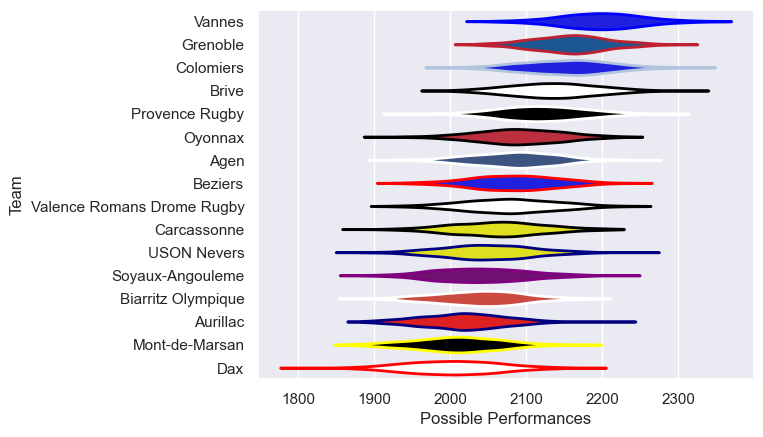 Team
Vannes
Grenoble
Colomiers
Brive
Provence Rugby
Oyonnax
Agen
Beziers
Valence Romans Drome Rugby
Carcassonne
USON Nevers
Soyaux-Angouleme
Biarritz Olympique
Aurillac
Mont-de-Marsan
Dax
1800 1900 2000 2100 2200 2300
Possible Performances